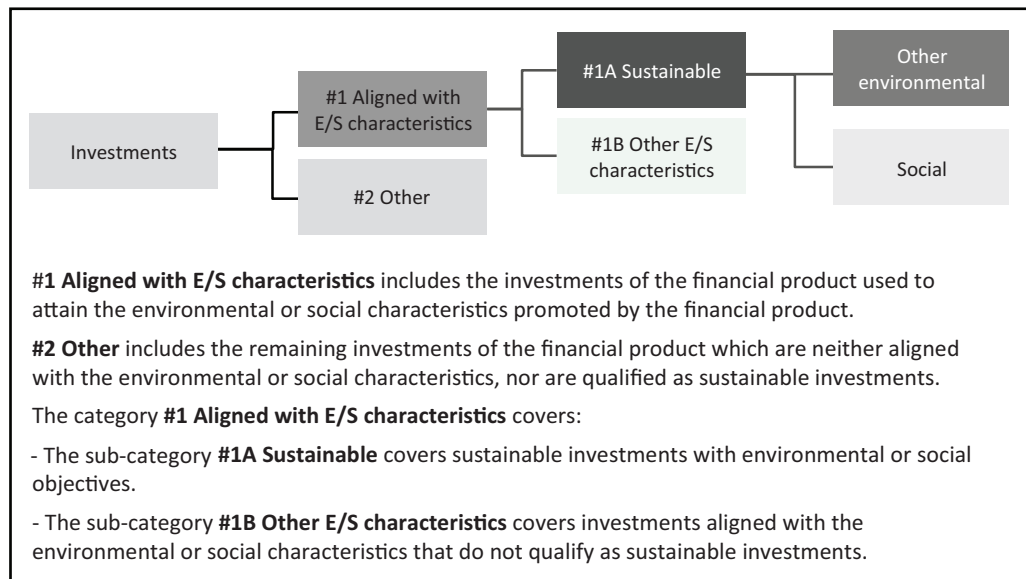 Investments
#1 Aligned with
E/S characteristics
#2 Other
#1A Sustainable
#1B Other E/S
characteristics
Other
environmental
Social
#1 Aligned with E/S characteristics includes the investments of the financial product used to
attain the environmental or social characteristics promoted by the financial product.
#2 Other includes the remaining investments of the financial product which are neither aligned
with the environmental or social characteristics, nor are qualified as sustainable investments.
The category #1 Aligned with E/S characteristics covers:
- The sub-category #1A Sustainable covers sustainable investments with environmental or social
objectives.
- The sub-category #1B Other E/S characteristics covers investments aligned with the
environmental or social characteristics that do not qualify as sustainable investments.